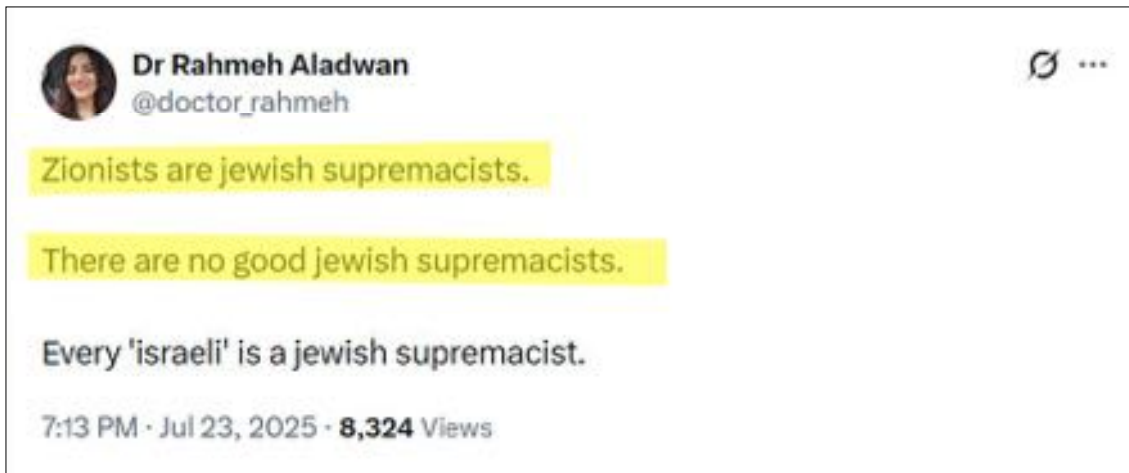 Dr Rahmeh Aladwan
@doctor_rahmeh
Zionists are jewish supremacists.
There are no good jewish supremacists.
Every 'israeli' is a jewish supremacist.
7:13 PM · Jul 23, 2025 · 8,324 Views